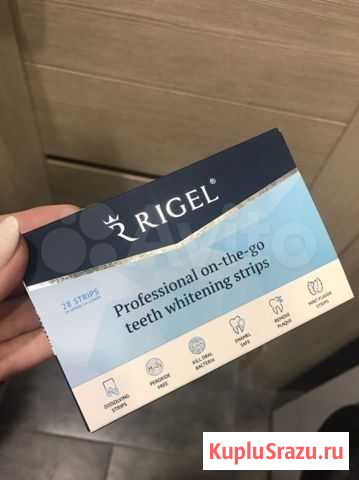 RIGEL®
28 STRIPS
Professional on-the-go
teeth whitening strips
DISSOLVING
STRIPS
PEROXIDE
FREE
KILL ORAL
BACTERIA
ENAMEL
SAFE
REMOVE
PLAQUE
MINT FLAVOR
STRIPS
Avito
KupluSrazu.ru